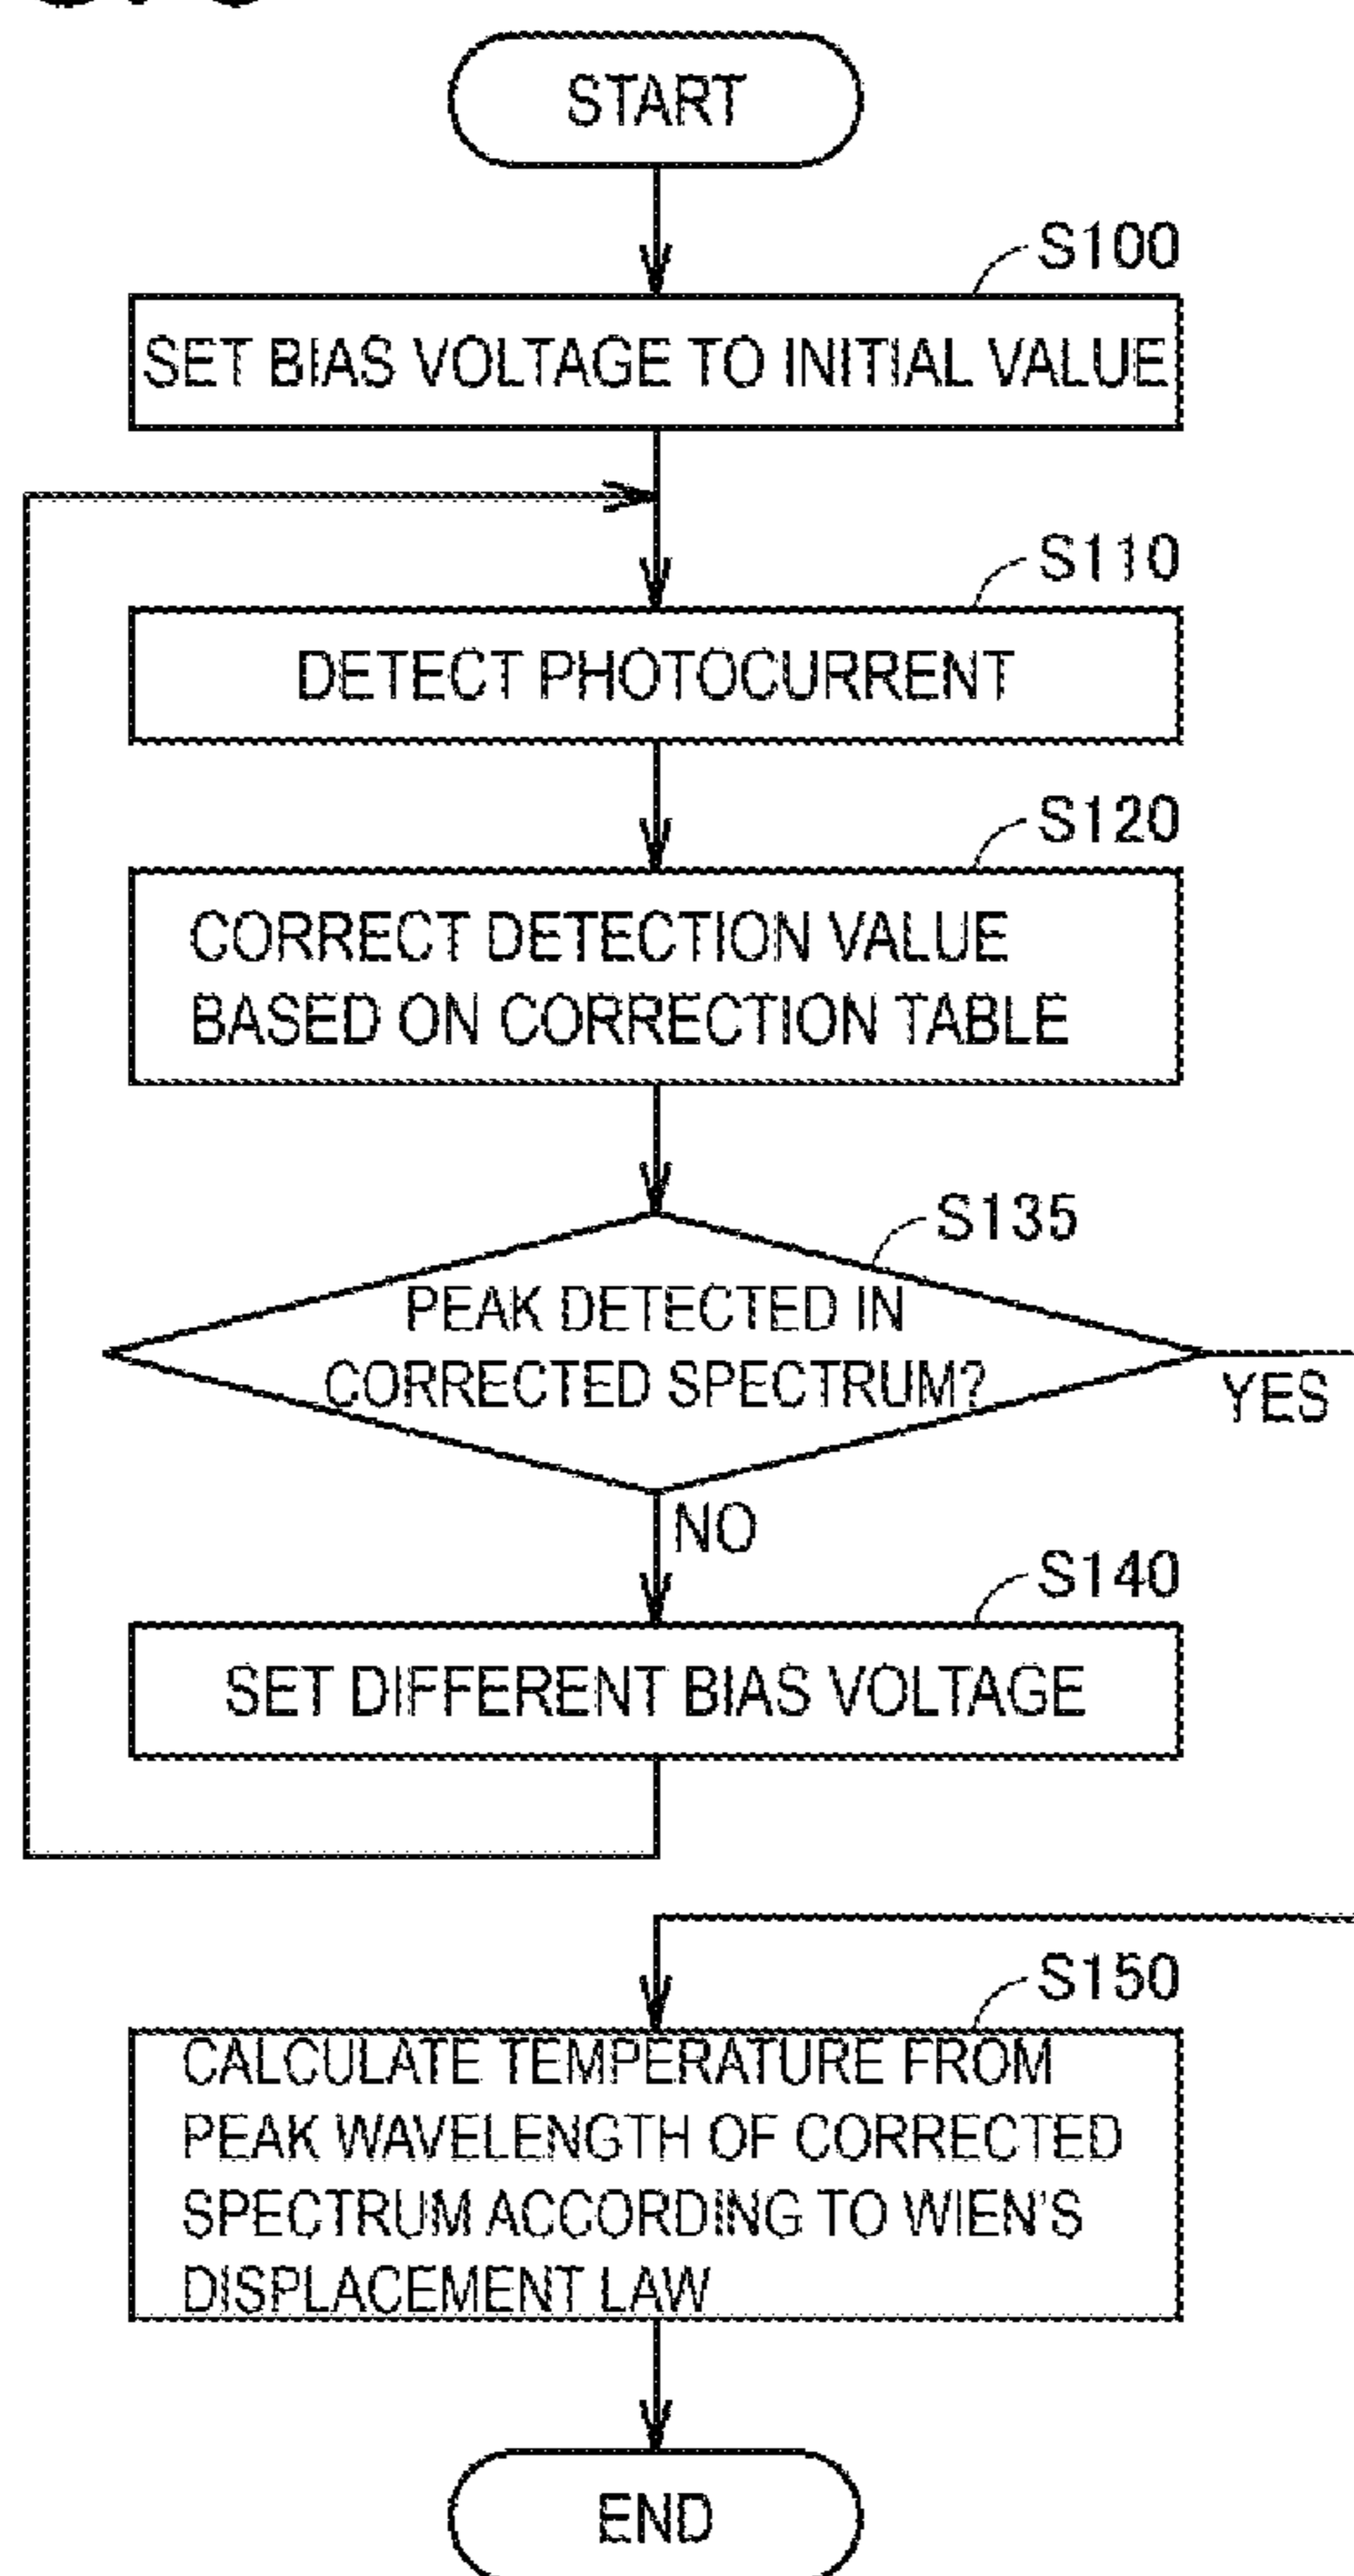 START
S100
SET BIAS VOLTAGE TO INITIAL VALUE
S110
DETECT PHOTOCURRENT
S120
CORRECT DETECTION VALUE
BASED ON CORRECTION TABLE
S135
PEAK DETECTED IN
CORRECTED SPECTRUM?
YES
NO
S140
SET DIFFERENT BIAS VOLTAGE
S150
CALCULATE TEMPERATURE FROM
PEAK WAVELENGTH OF CORRECTED
SPECTRUM ACCORDING TO WIEN'S
DISPLACEMENT LAW
END